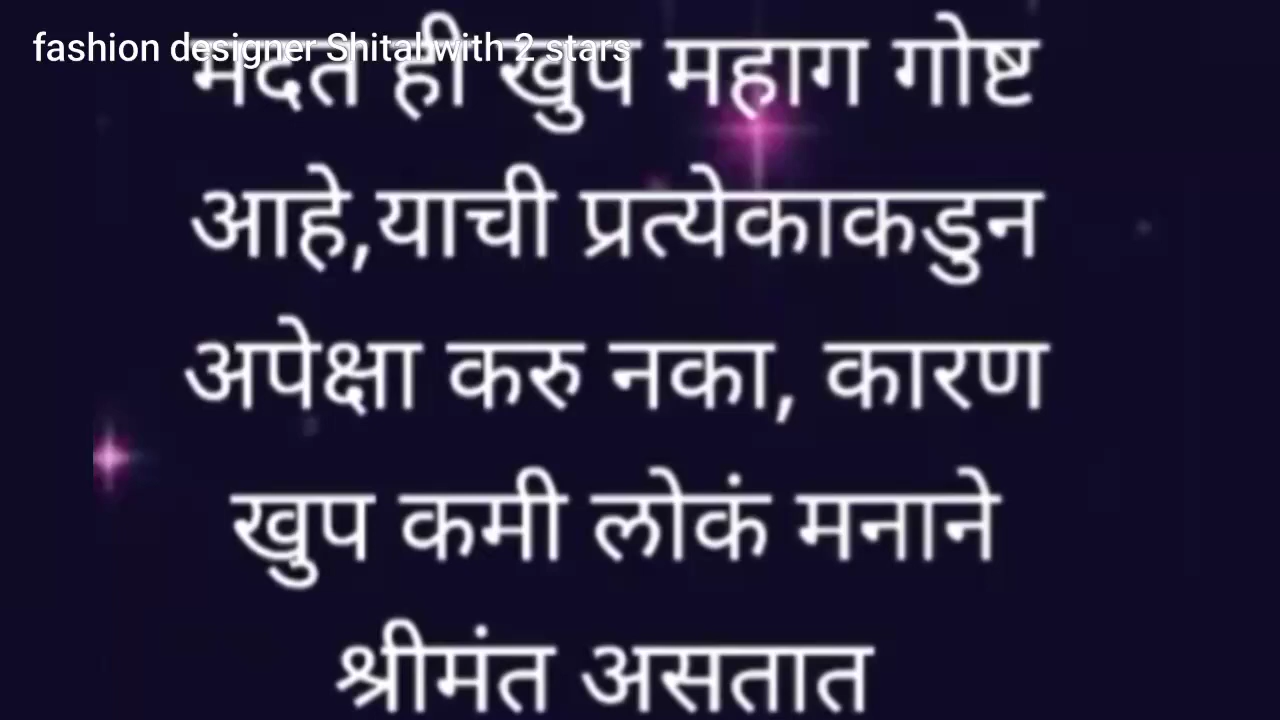 fashion designer Shital with 2 stars
मदत ही खुप महाग गोष्ट
आहे,याची प्रत्येकाकडुन
अपेक्षा करु नका, कारण
खुप कमी लोकं मनाने
श्रीमंत असतात